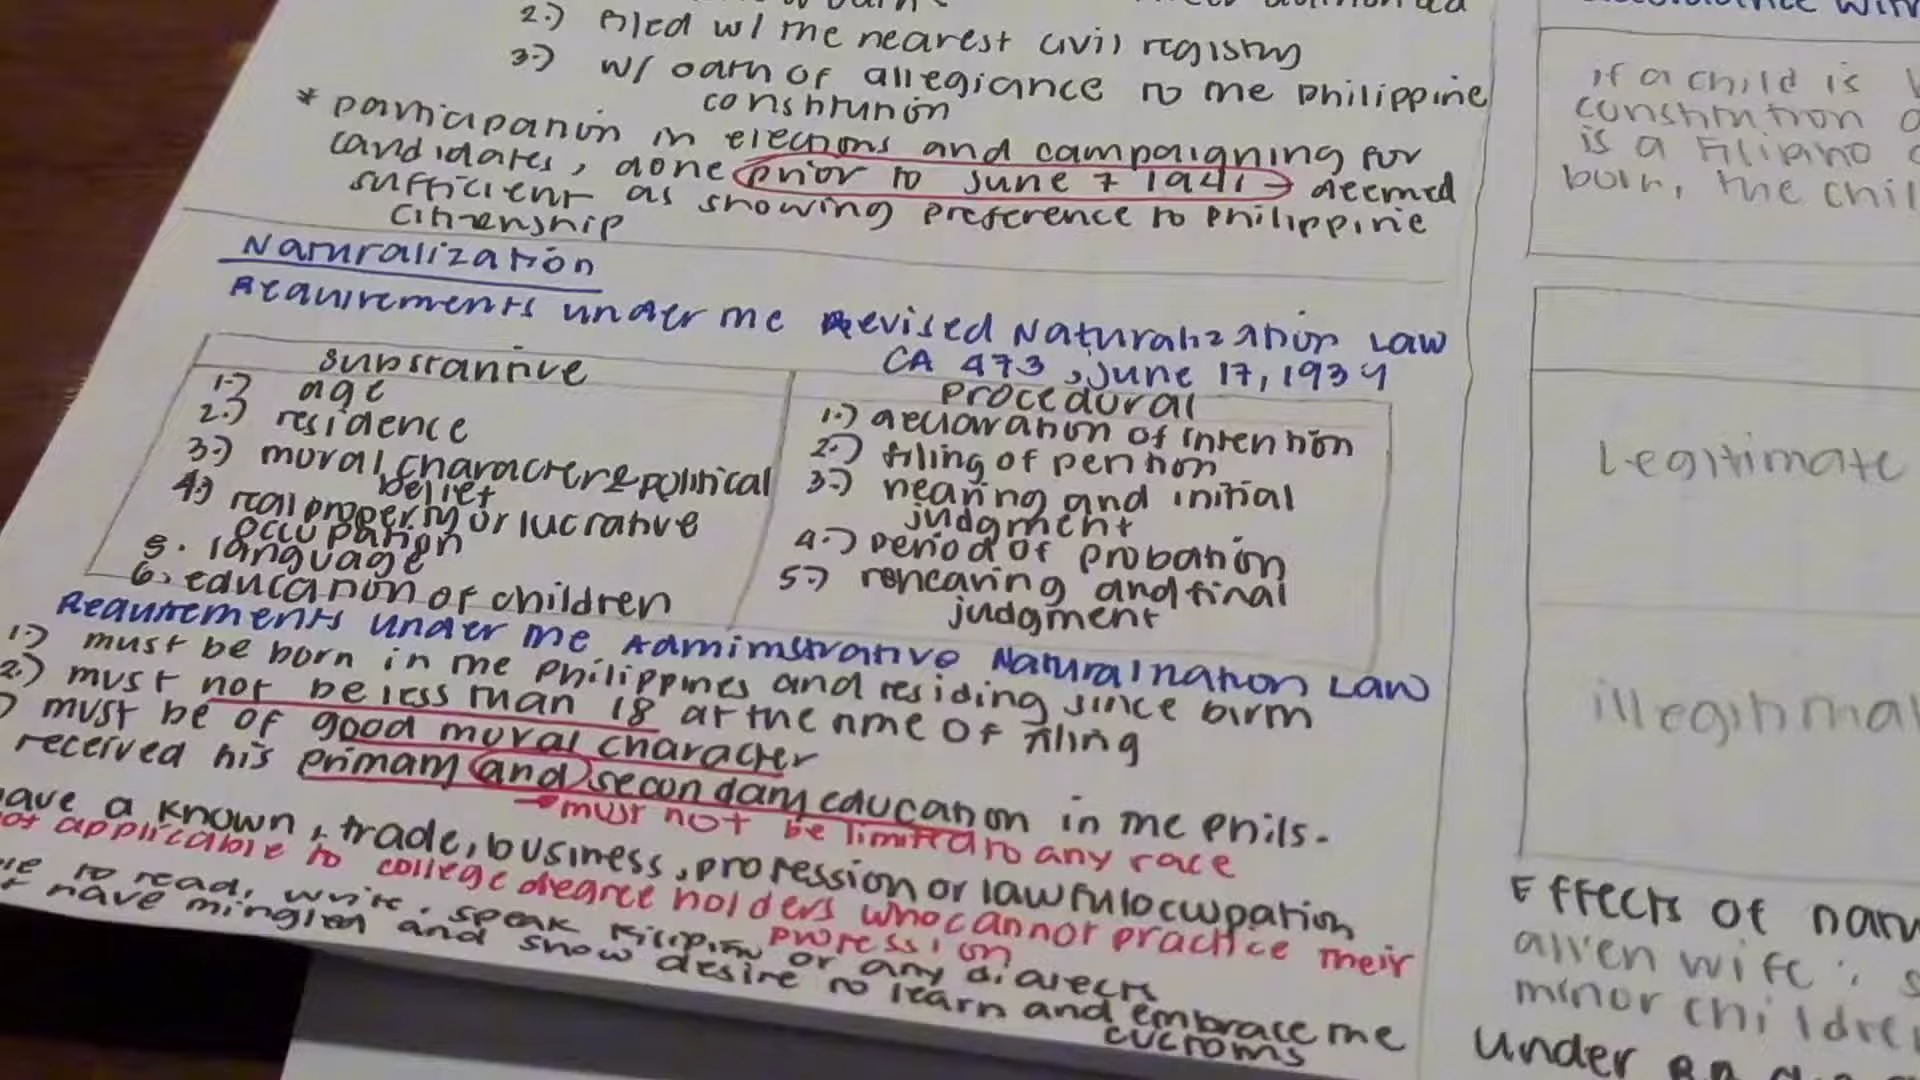 2.) filed w/ the nearest civil registry
3.) w/ oath of allegiance to the Philippine
constitution
* participation in elections and campaigning for
candidates, done prior to June 7 1941 → deemed
sufficient as showing preference to Philippine
citizenship
Naturalization
Requirements under the Revised Naturalization Law
CA 473, June 17, 1939
substantive
1.) age
2.) residence
3.) moral character & political
belief
4.) real property or lucrative
occupation
5. language
6. education of children
procedural
1.) declaration of intention
2.) filing of petition
3.) hearing and initial
judgment
4.) period of probation
5.) rehearing and final
judgment
Requirements under the Administrative Naturalization Law
1.) must be born in the Philippines and residing since birth
2.) must not be less than 18 at the time of filing
) must be of good moral character
received his primary and secondary education in the Phils.
→ must not be limited to any race
have a known, trade, business, profession or lawful occupation
not applicable to college degree holders who cannot practice their
profession
to read, write, speak Filipino or any dialects
have mingled and show desire to learn and embrace the
customs
if a child is
constitution
is a Filipino
born, the chil
Legitimate
illegitimat
Effects of natu
alien wife :
minor childre
under RA